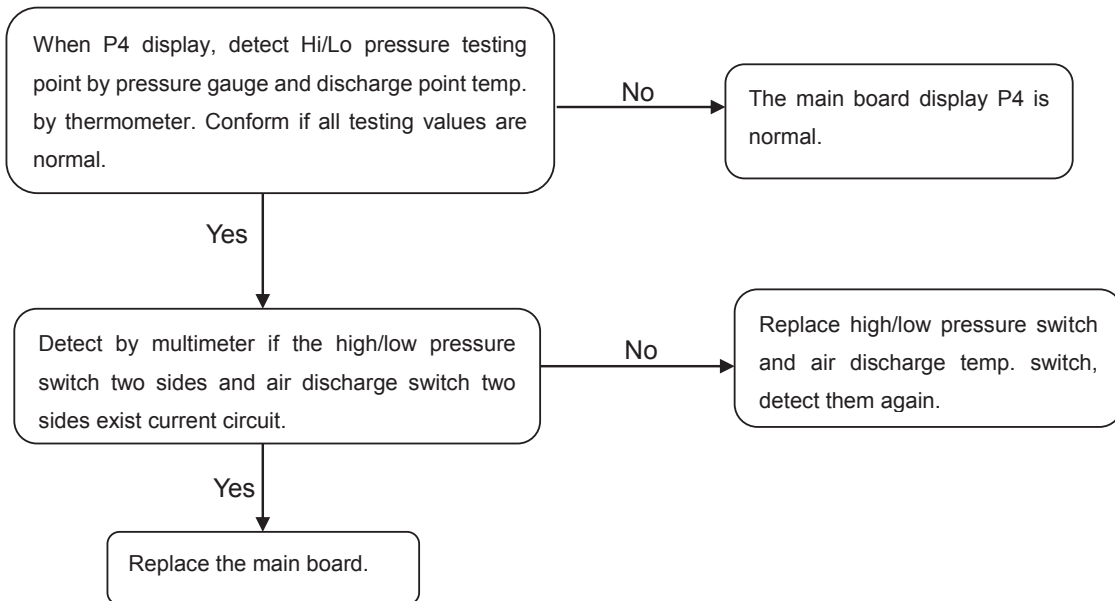 When P4 display, detect Hi/Lo pressure testing
point by pressure gauge and discharge point temp.
by thermometer. Conform if all testing values are
normal.
No
The main board display P4 is
normal.
Yes
Detect by multimeter if the high/low pressure
switch two sides and air discharge switch two
sides exist current circuit.
No
Replace high/low pressure switch
and air discharge temp. switch,
detect them again.
Yes
Replace the main board.